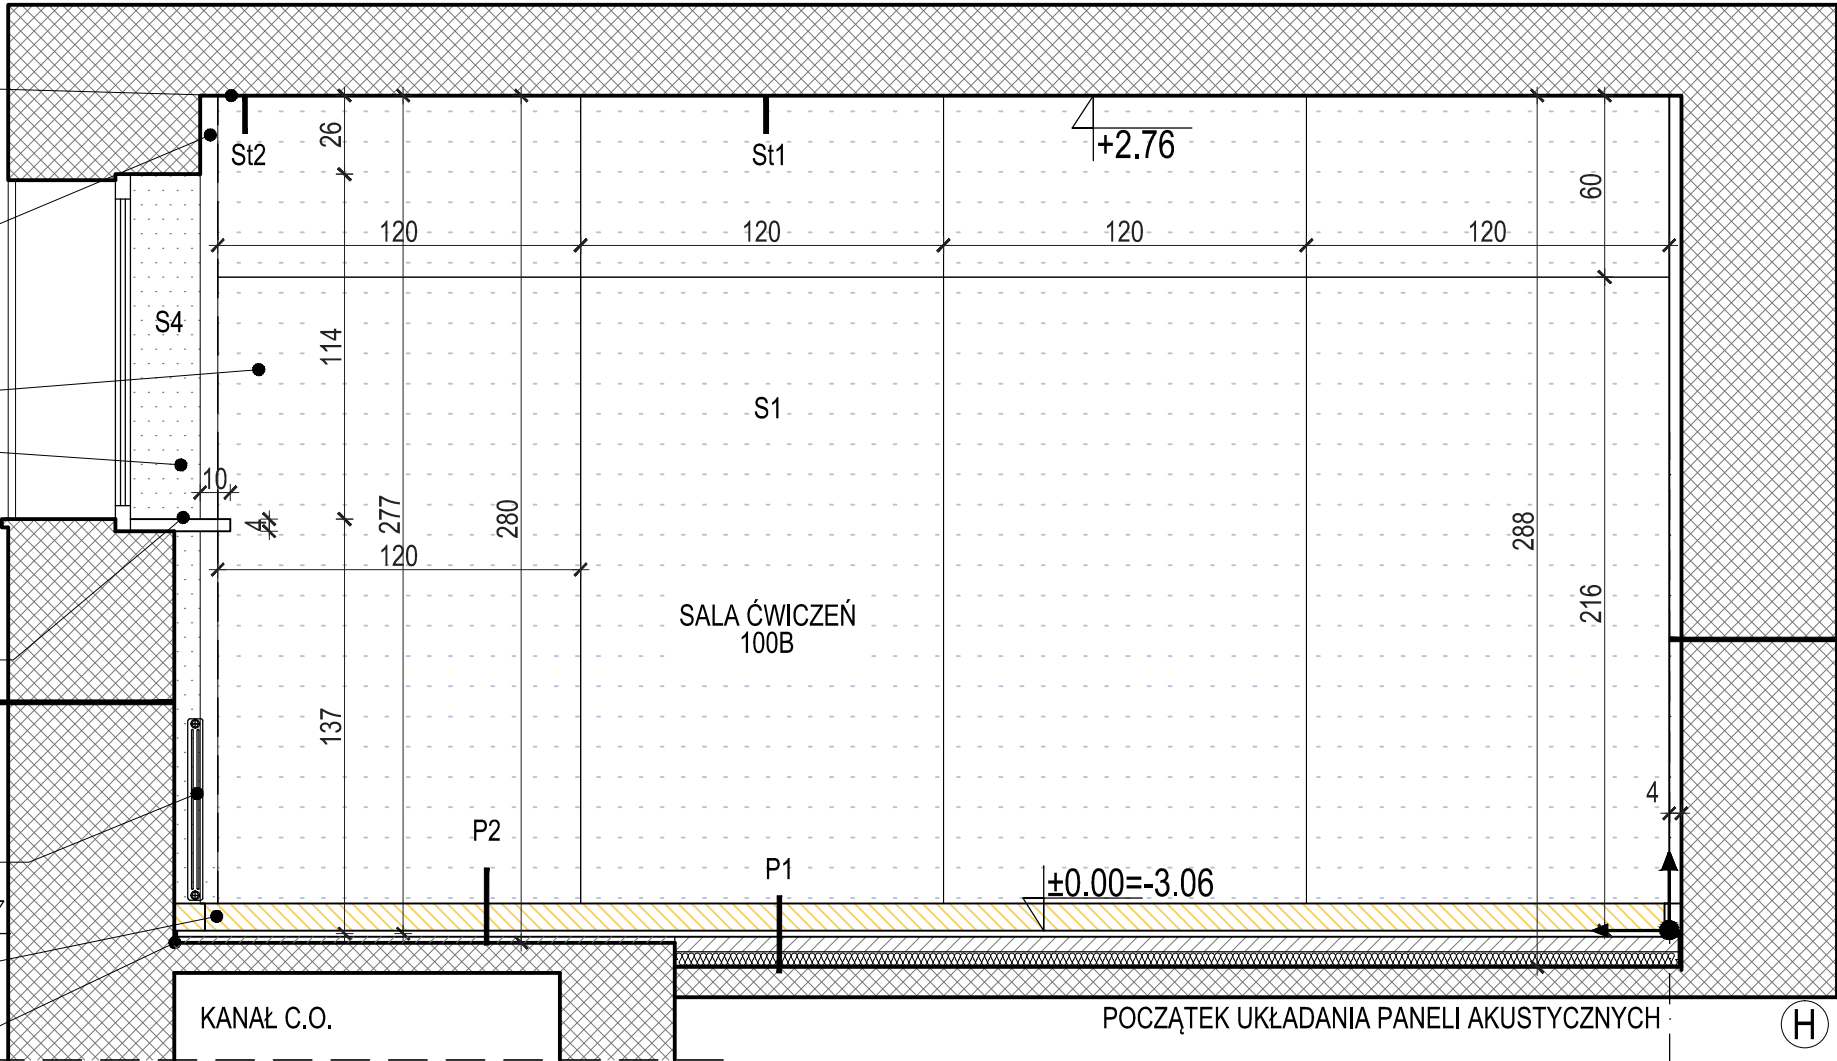 26
St2
St1
+2.76
60
120
120
120
120
S4
114
S1
10
4
277
280
288
120
216
SALA ĆWICZEŃ
100B
137
4
P2
P1
±0.00=-3.06
KANAŁ C.O.
POCZĄTEK UKŁADANIA PANELI AKUSTYCZNYCH
H